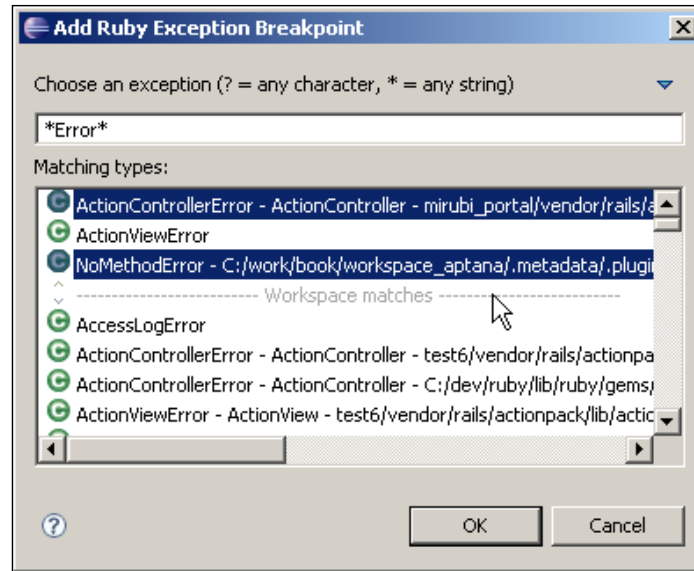 Add Ruby Exception Breakpoint
Choose an exception (? = any character, * = any string)
*Error*
Matching types:
ActionControllerError - ActionController - mirubi_portal/vendor/rails/a
ActionViewError
NoMethodError - C:/work/book/workspace_aptana/.metadata/.plugi
-------------------------- Workspace matches --------------------------
AccessLogError
ActionControllerError - ActionController - test6/vendor/rails/actionpa
ActionControllerError - ActionController - C:/dev/ruby/lib/ruby/gems/
ActionViewError - ActionView - test6/vendor/rails/actionpack/lib/actic
OK Cancel